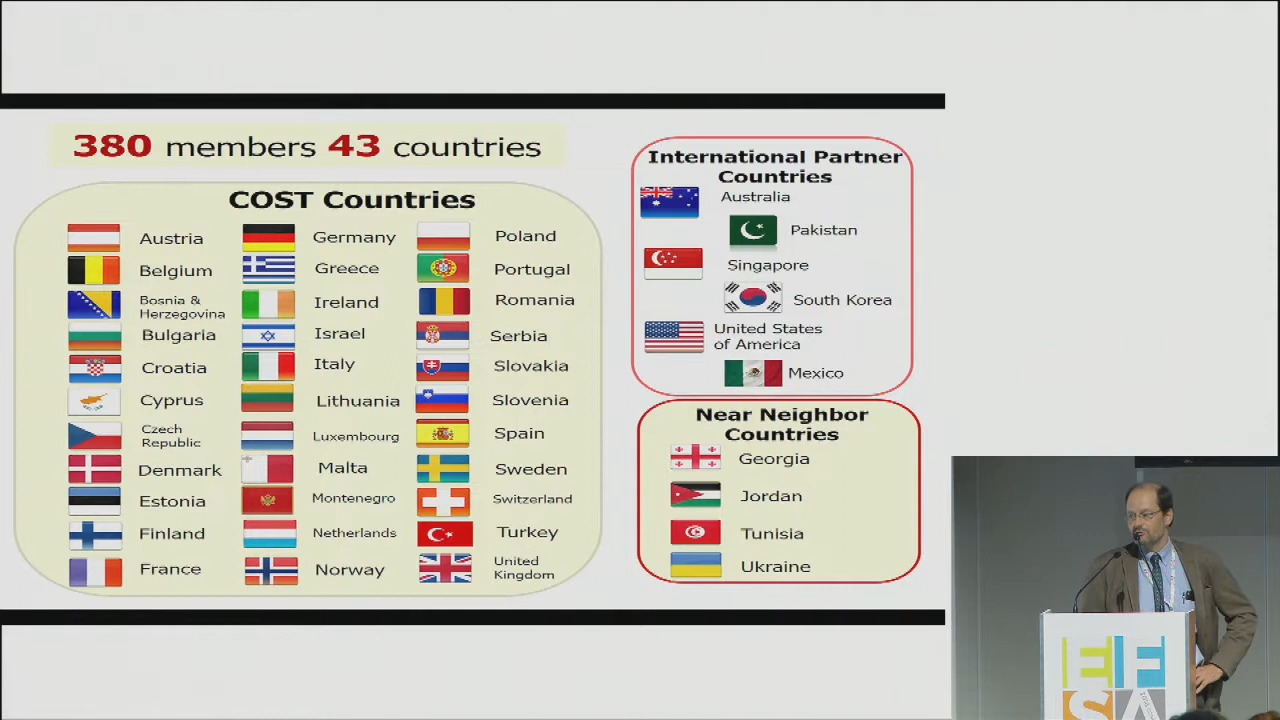 380 members 43 countries
COST Countries
Austria
Belgium
Bosnia &
Herzegovina
Bulgaria
Croatia
Cyprus
Czech
Republic
Denmark
Estonia
Finland
France
Germany
Greece
Ireland
Israel
Italy
Lithuania
Luxembourg
Malta
Montenegro
Netherlands
Norway
Poland
Portugal
Romania
Serbia
Slovakia
Slovenia
Spain
Sweden
Switzerland
Turkey
United
Kingdom
International Partner
Countries
Australia
Pakistan
Singapore
South Korea
United States
of America
Mexico
Near Neighbor
Countries
Georgia
Jordan
Tunisia
Ukraine
EF
SA